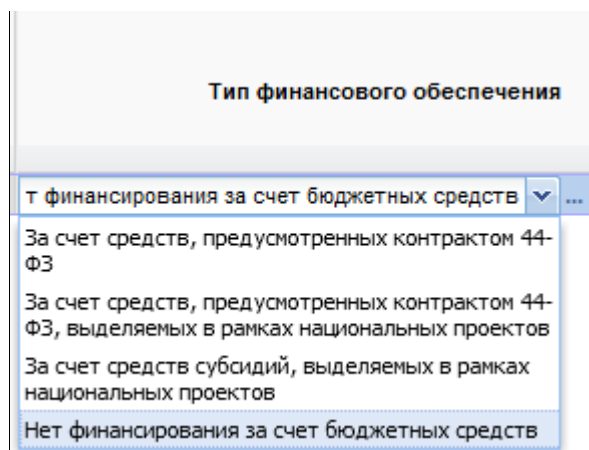 Тип финансового обеспечения
т финансирования за счет бюджетных средств ...
За счет средств, предусмотренных контрактом 44-
ФЗ
За счет средств, предусмотренных контрактом 44-
ФЗ, выделяемых в рамках национальных проектов
За счет средств субсидий, выделяемых в рамках
национальных проектов
Нет финансирования за счет бюджетных средств